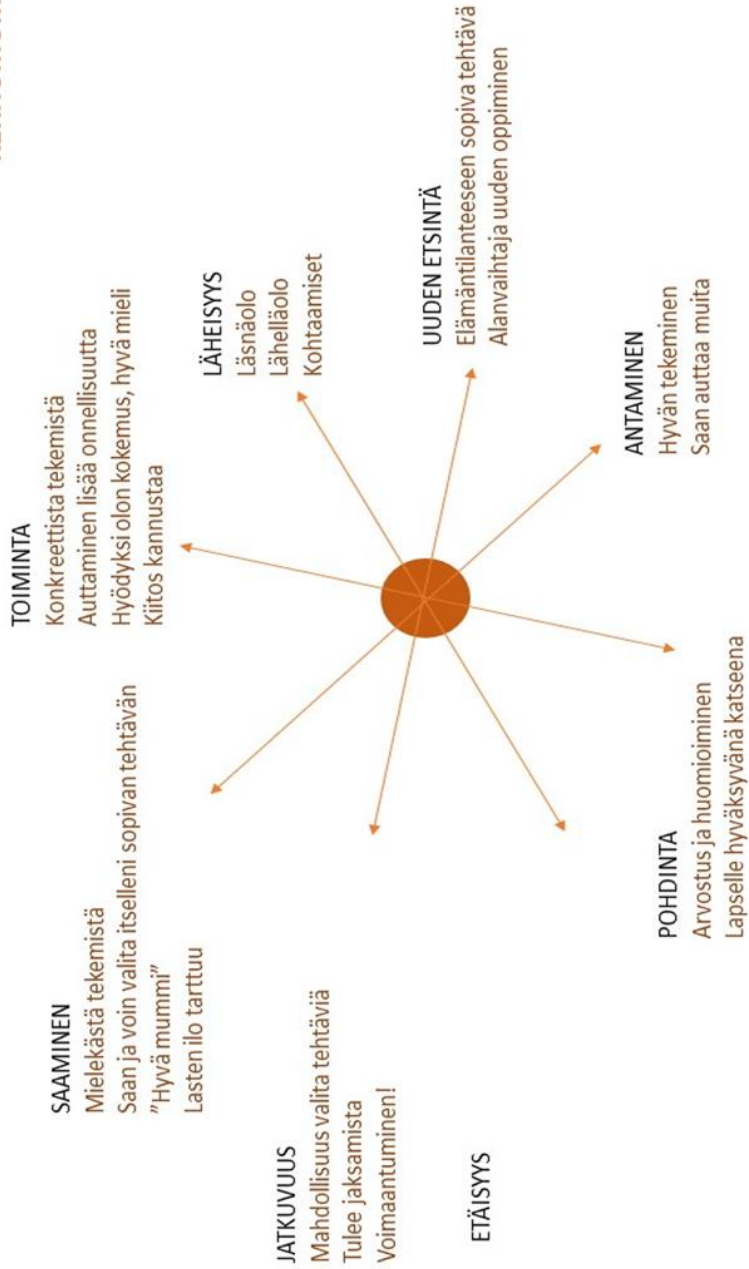 TOIMINTA
Konkreettista tekemistä
Auttaminen lisää onnellisuutta
Hyödyksi olon kokemus, hyvä mieli
Kiitos kannustaa
SAAMINEN
Mielekästä tekemistä
Saan ja voin valita itselleni sopivan tehtävän
”Hyvä mummi”
Lasten ilo tarttuu
LÄHEISYYS
Läsnäolo
Lähelläolo
Kohtaamiset
JATKUVUUS
Mahdollisuus valita tehtäviä
Tulee jaksamista
Voimaantuminen!
UUDEN ETSINTÄ
Elämäntilanteeseen sopiva tehtävä
Alanvaihtaja uuden oppiminen
ETÄISYYS
ANTAMINEN
Hyvän tekeminen
Saan auttaa muita
POHDINTA
Arvostus ja huomioiminen
Lapselle hyväksyvänä katseena